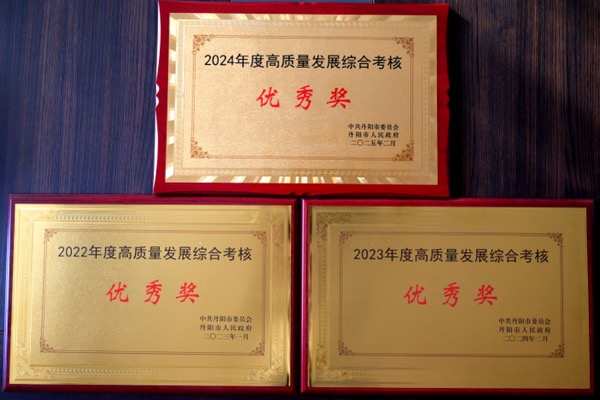 2024年度高质量发展综合考核
优秀奖
中共丹阳市委员会
丹阳市人民政府
二〇二五年二月
2022年度高质量发展综合考核
优秀奖
中共丹阳市委员会
丹阳市人民政府
二〇二三年一月
2023年度高质量发展综合考核
优秀奖
中共丹阳市委员会
丹阳市人民政府
二〇二四年二月